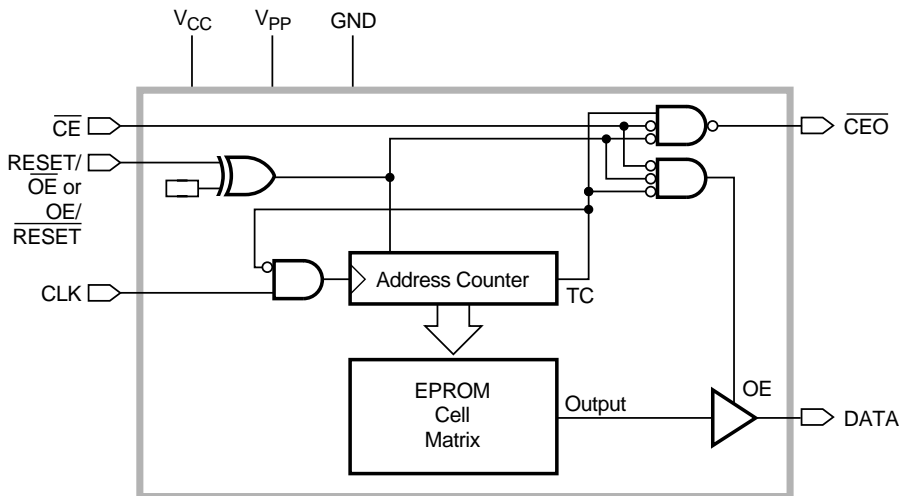 VCC
VPP
GND
CE
CEO
RESET/
OE or
OE/
RESET
CLK
Address Counter
TC
EPROM
Cell
Matrix
Output
OE
DATA